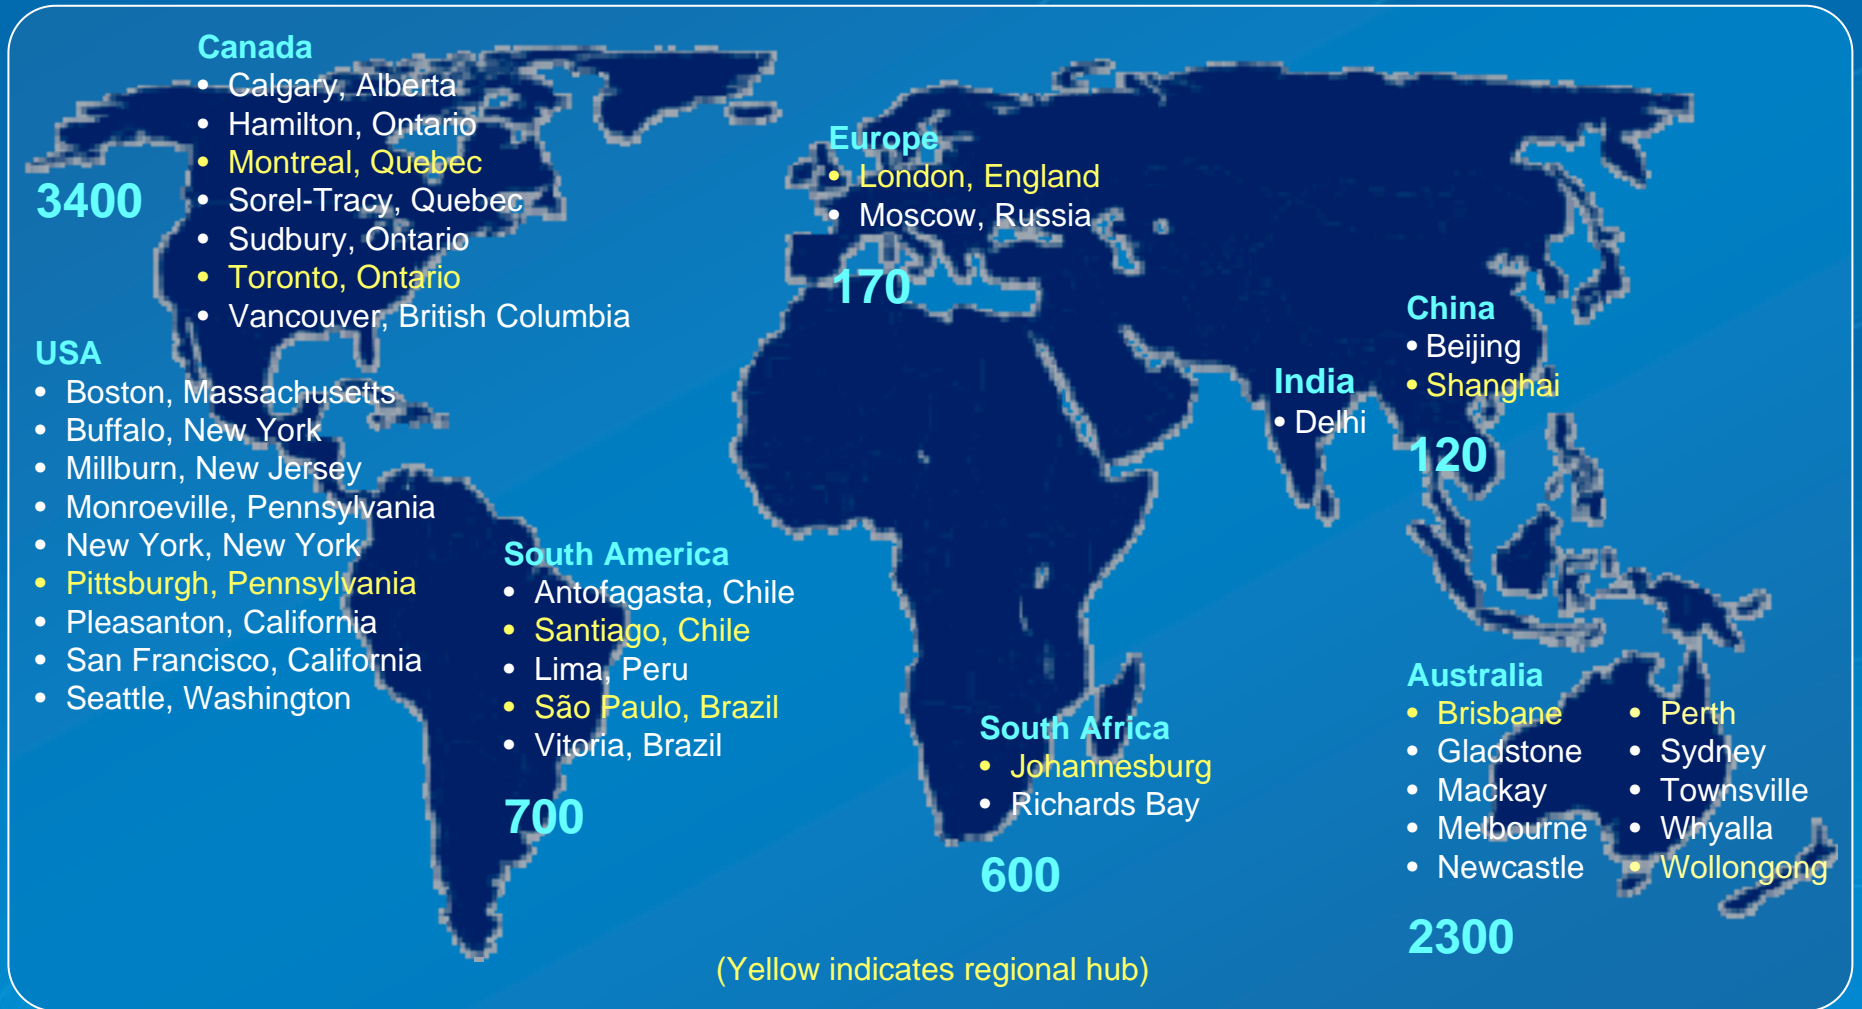 Canada
• Calgary, Alberta
• Hamilton, Ontario
• Montreal, Quebec
• Sorel-Tracy, Quebec
• Sudbury, Ontario
• Toronto, Ontario
• Vancouver, British Columbia
3400
USA
• Boston, Massachusetts
• Buffalo, New York
• Millburn, New Jersey
• Monroeville, Pennsylvania
• New York, New York
• Pittsburgh, Pennsylvania
• Pleasanton, California
• San Francisco, California
• Seattle, Washington
South America
• Antofagasta, Chile
• Santiago, Chile
• Lima, Peru
• São Paulo, Brazil
• Vitoria, Brazil
700
Europe
• London, England
• Moscow, Russia
170
South Africa
• Johannesburg
• Richards Bay
600
India
• Delhi
China
• Beijing
• Shanghai
120
Australia
• Brisbane
• Gladstone
• Mackay
• Melbourne
• Newcastle
• Perth
• Sydney
• Townsville
• Whyalla
• Wollongong
2300
(Yellow indicates regional hub)